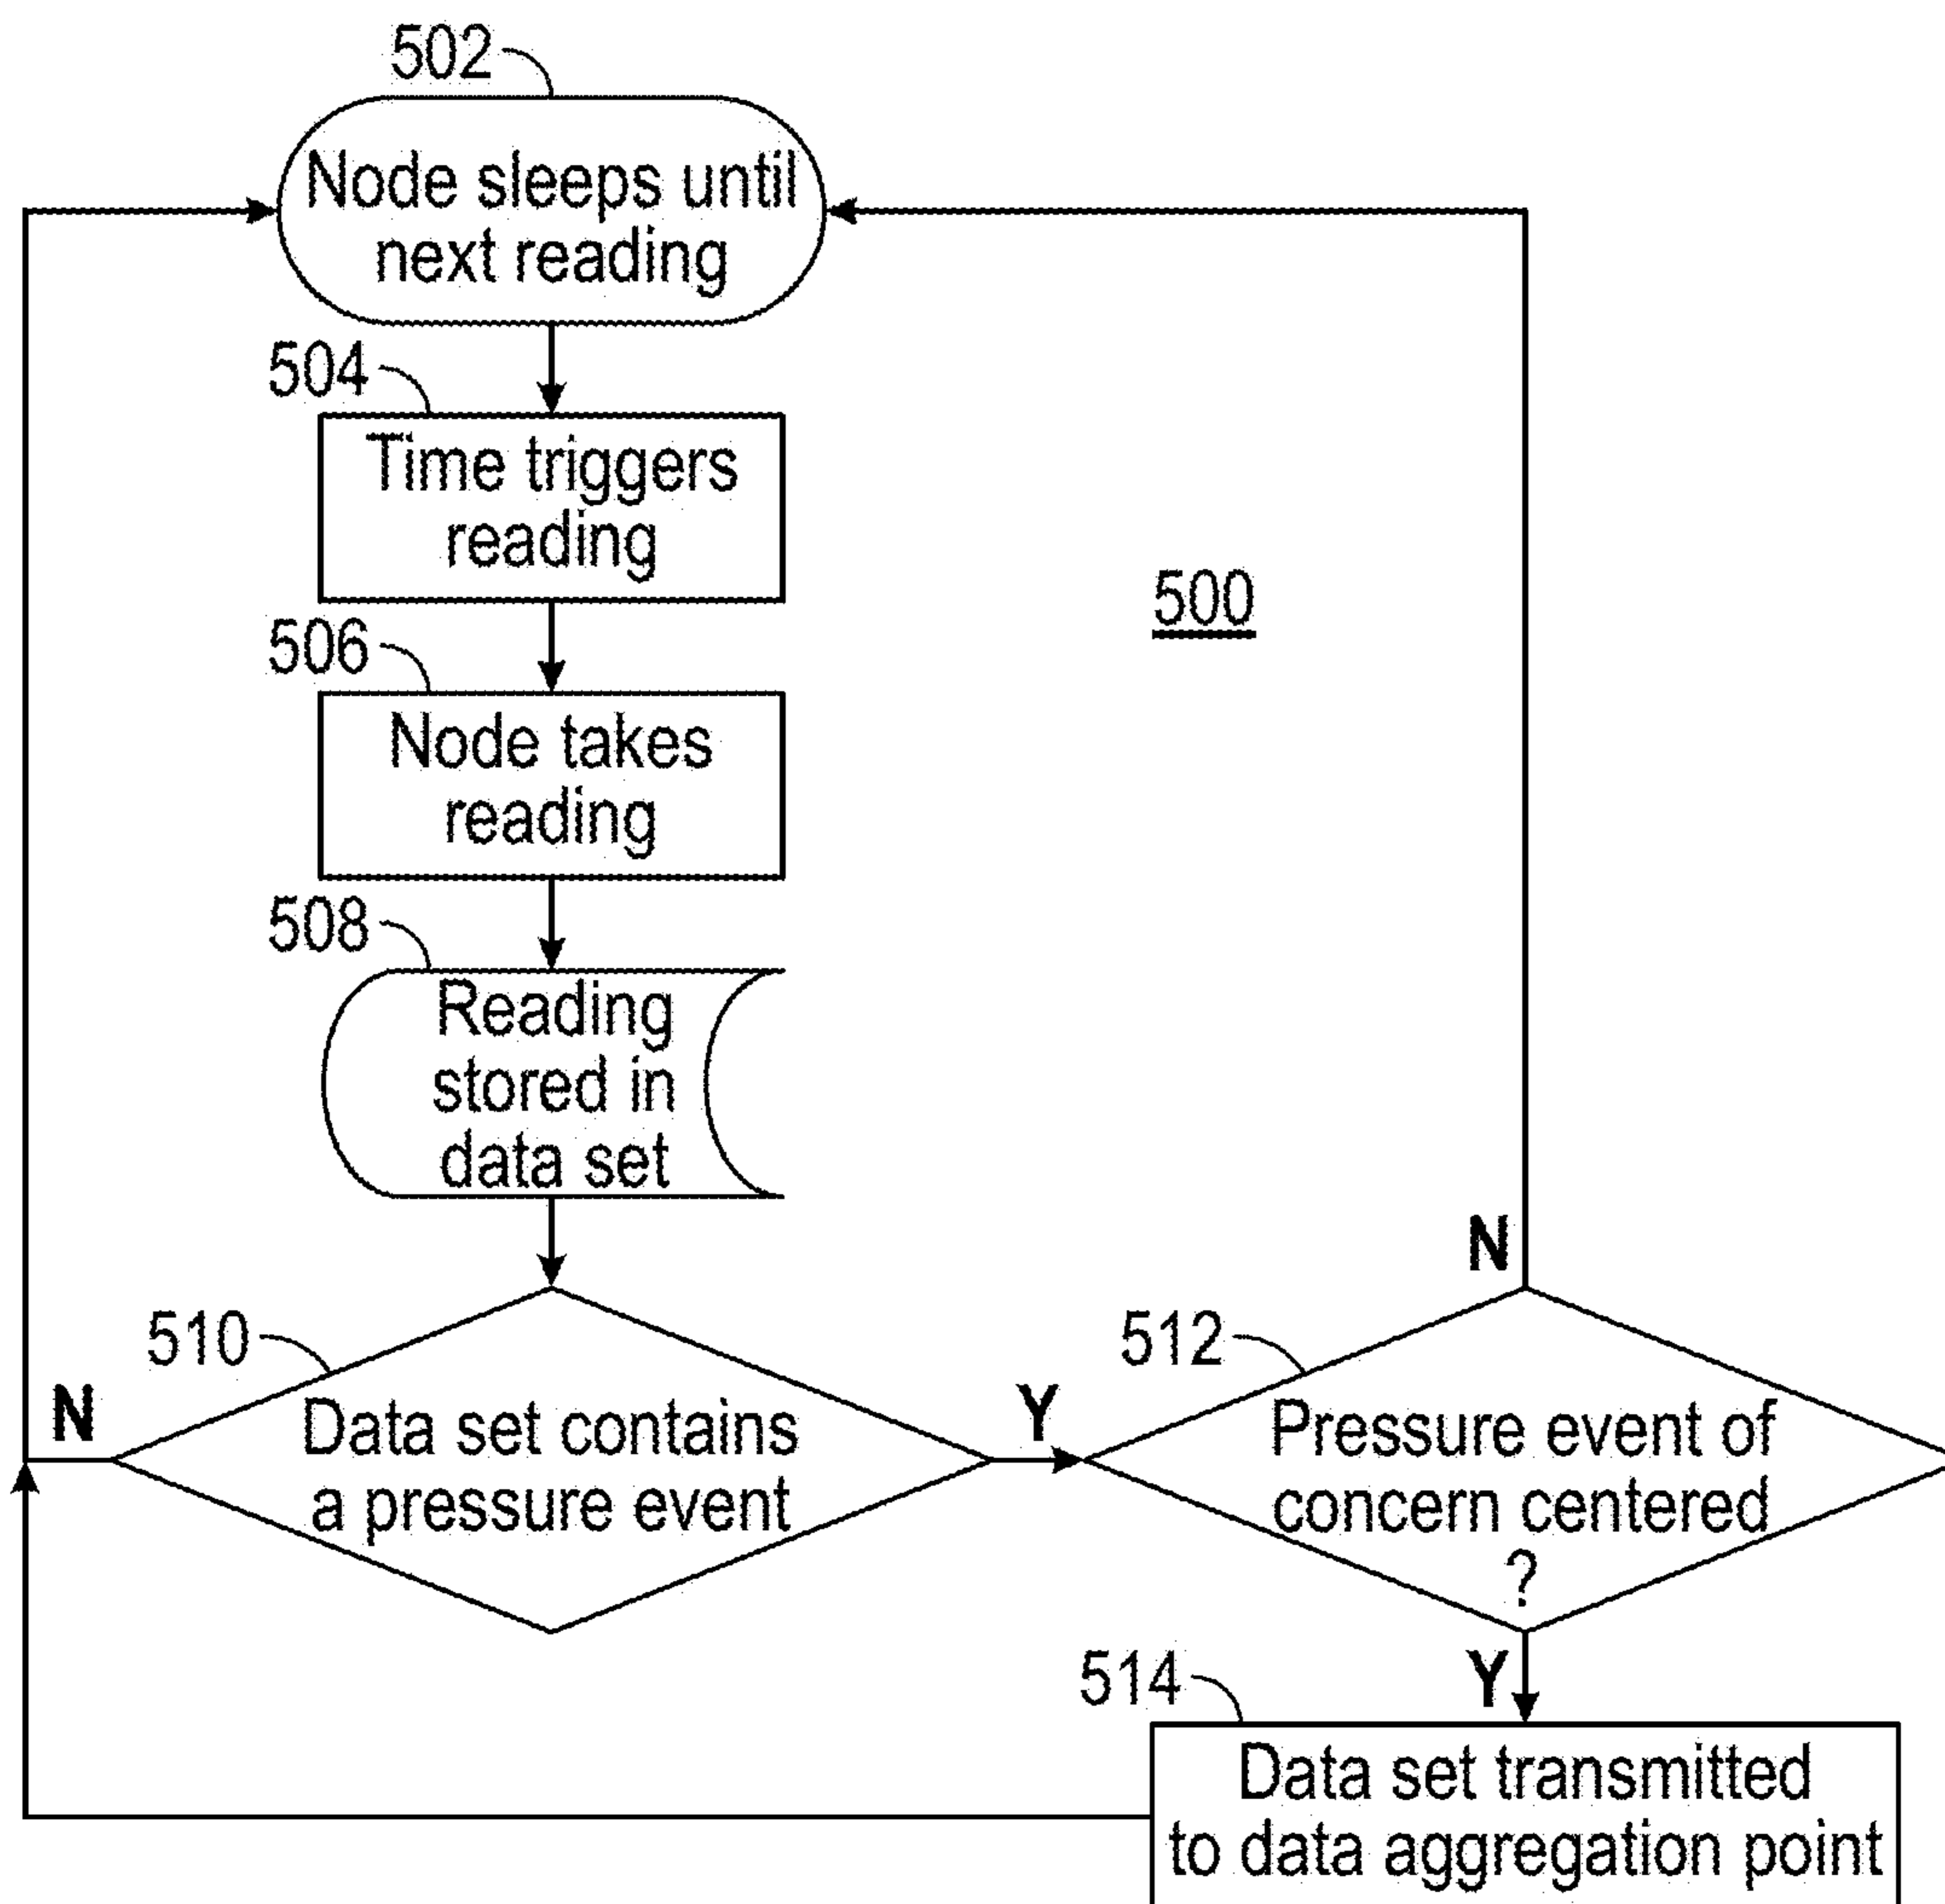 502
Node sleeps until
next reading
504
Time triggers
reading
500
506
Node takes
reading
508
Reading
stored in
data set
N
510
512
N
Y
Data set contains
a pressure event
Pressure event of
concern centered
?
514
Y
Data set transmitted
to data aggregation point